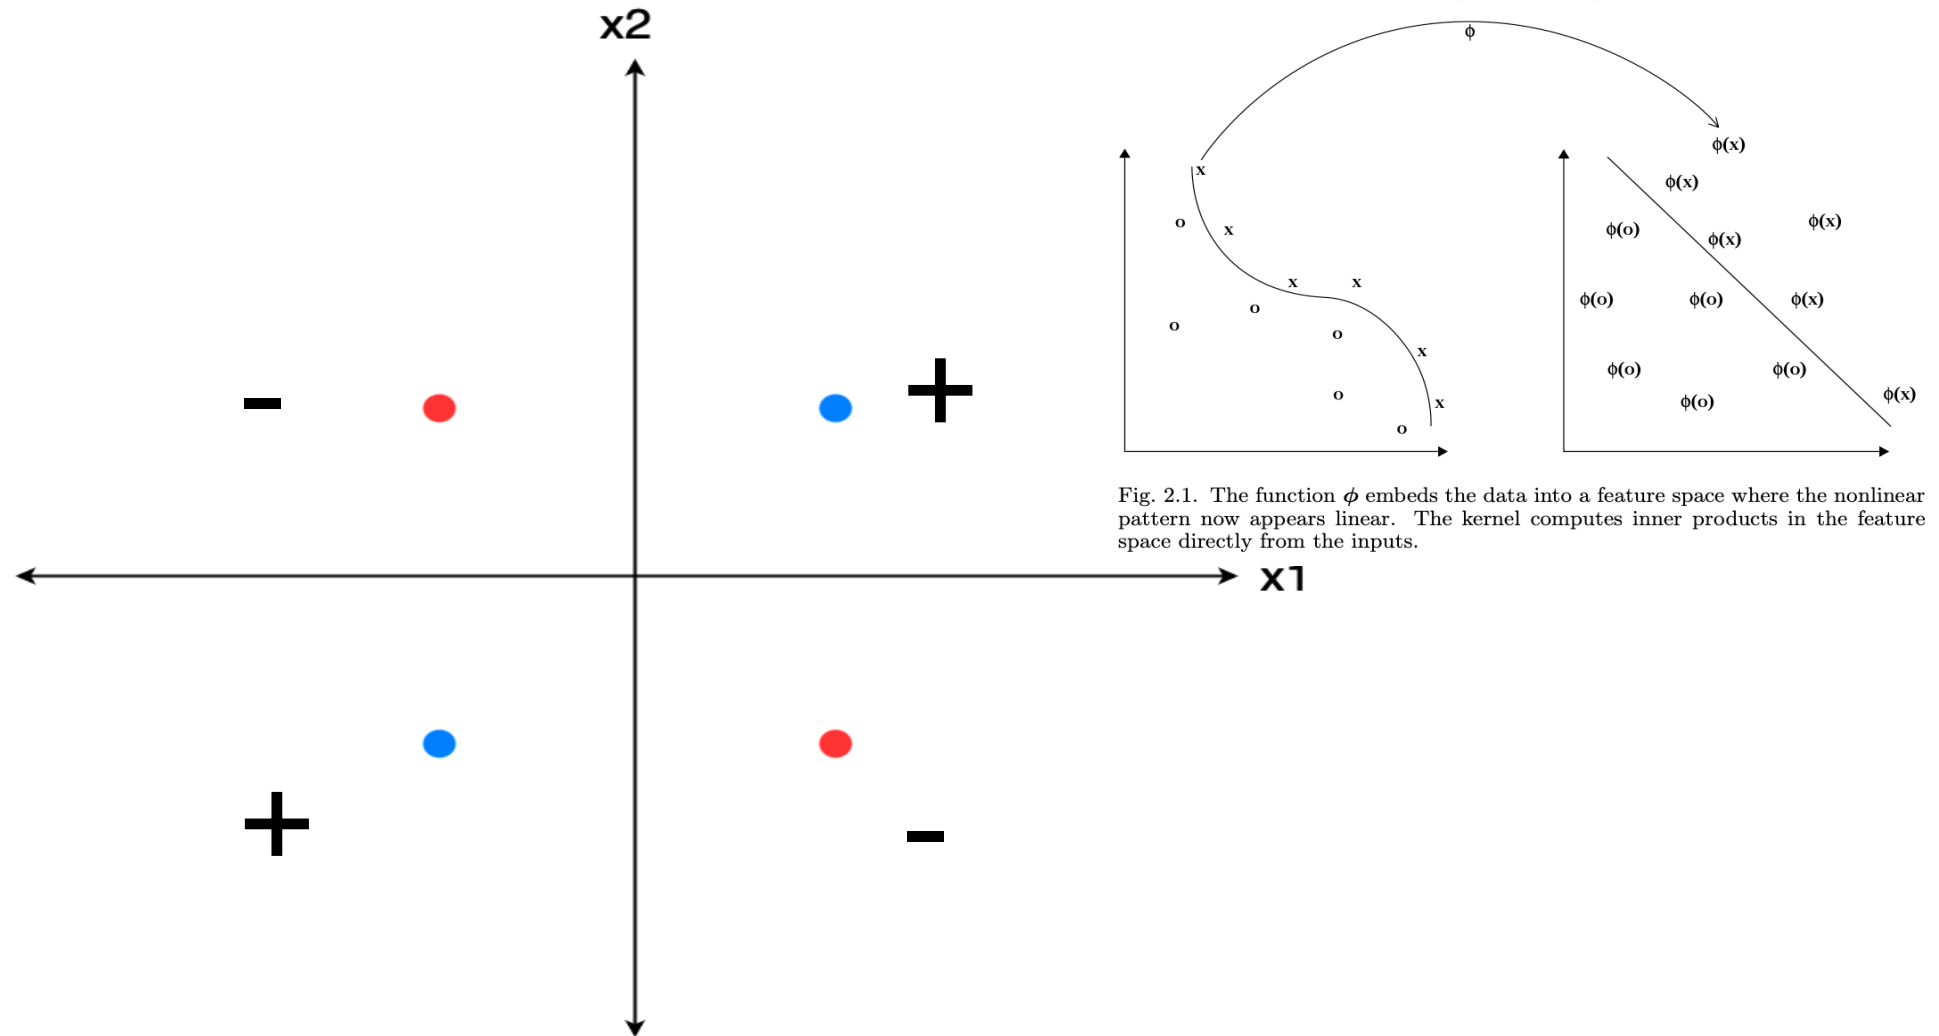 x2
ϕ
ϕ(x)
x
ϕ(x)
o
x
ϕ(o)
ϕ(x)
ϕ(x)
x
x
o
o
ϕ(o)
ϕ(o)
ϕ(x)
o
x
ϕ(o)
ϕ(o)
o
x
ϕ(o)
ϕ(x)
o
-
+
Fig. 2.1. The function ϕ embeds the data into a feature space where the nonlinear
pattern now appears linear. The kernel computes inner products in the feature
space directly from the inputs.
x1
+
-